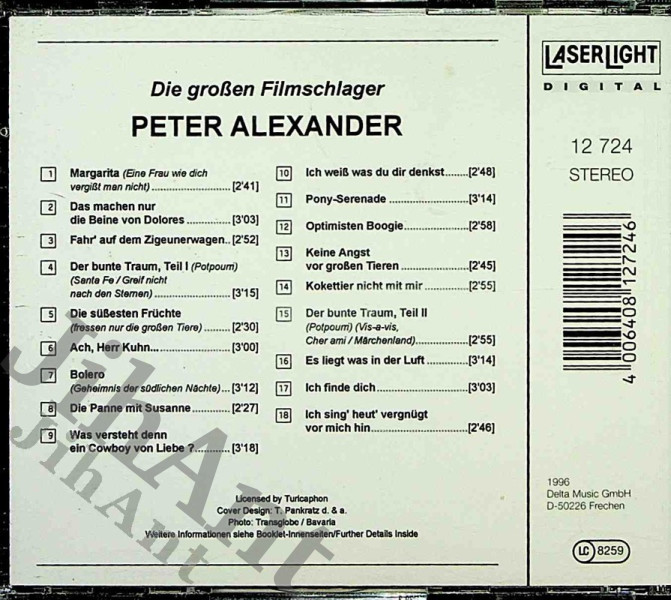 Die großen Filmschlager
PETER ALEXANDER
1 Margarita (Eine Frau wie dich
vergißt man nicht) ........................ [2'41]
2 Das machen nur
die Beine von Dolores ............. [3'03]
3 Fahr' auf dem Zigeunerwagen.. [2'52]
4 Der bunte Traum, Teil I (Potpourri)
(Santa Fe / Greif nicht
nach den Sternen) ........................ [3'15]
5 Die süßesten Früchte
(fressen nur die großen Tiere) ........ [2'30]
6 Ach, Herr Kuhn... ...................... [3'00]
7 Bolero
(Geheimnis der südlichen Nächte)... [3'12]
8 Die Panne mit Susanne ............ [2'27]
9 Was versteht denn
ein Cowboy von Liebe ?........... [3'18]
10 Ich weiß was du dir denkst....... [2'48]
11 Pony-Serenade ........................ [3'14]
12 Optimisten Boogie................... [2'58]
13 Keine Angst
vor großen Tieren ..................... [2'45]
14 Kokettier nicht mit mir ............. [2'55]
15 Der bunte Traum, Teil II
(Potpourri) (Vis-a-vis,
Cher ami / Märchenland)................ [2'55]
16 Es liegt was in der Luft ............. [3'14]
17 Ich finde dich ............................ [3'03]
18 Ich sing' heut' vergnügt
vor mich hin .............................. [2'46]
Licensed by Turicaphon
Cover Design: T. Pankratz d. & a.
Photo: Transglobe / Bavaria
Weitere Informationen siehe Booklet-Innenseiten/Further Details Inside
LASERLIGHT
DIGITAL
12 724
STEREO
4 006408 127246
1996
Delta Music GmbH
D-50226 Frechen
LC 8259
JihAnt
JihAnt